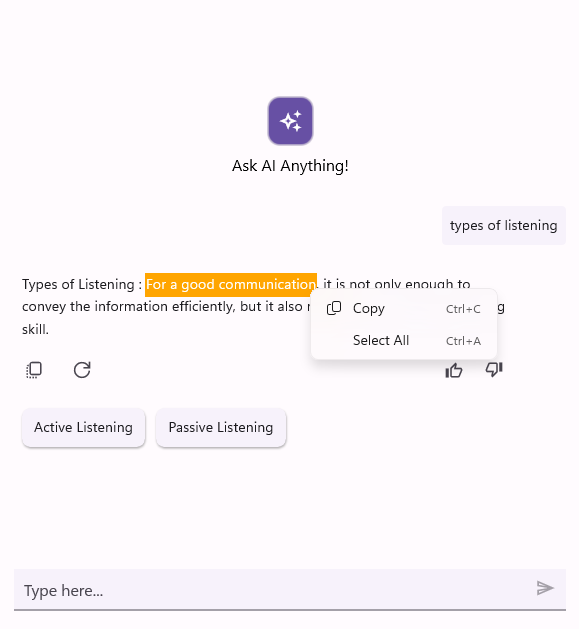 Ask AI Anything!
types of listening
Types of Listening : For a good communication, it is not only enough to
convey the information efficiently, but it also
skill.
Copy Ctrl+C
Select All Ctrl+A
Active Listening
Passive Listening
Type here...